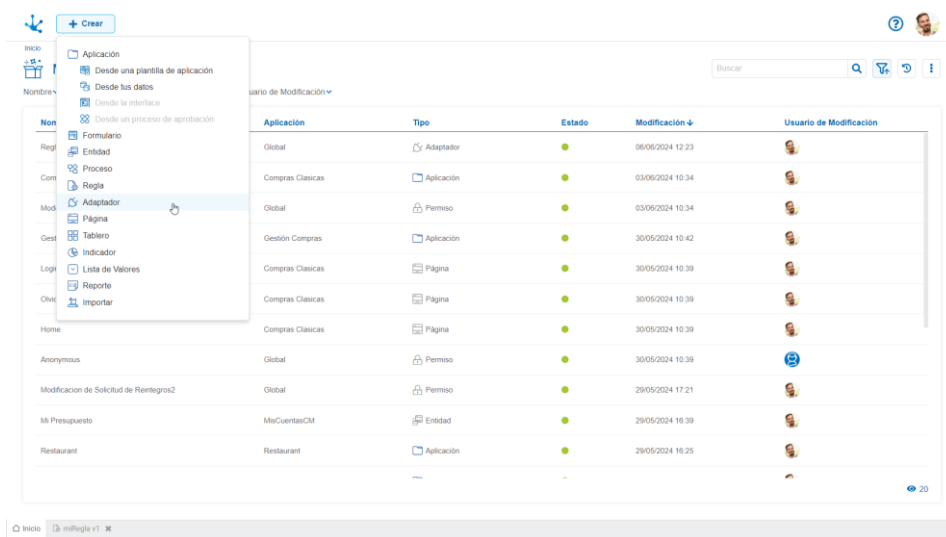 + Crear
Inicio
Aplicación
Desde una plantilla de aplicación
Desde tus datos
Desde la interface
Desde un proceso de aprobación
Formulario
Entidad
Proceso
Regla
Adaptador
Página
Tablero
Indicador
Lista de Valores
Reporte
Importar
Buscar
Nombre
uario de Modificación
Nom Aplicación Tipo Estado Modificación Usuario de Modificación
Regl Global Adaptador 06/06/2024 12:23
Com Compras Clasicas Aplicación 03/06/2024 10:34
Mod Global Permiso 03/06/2024 10:34
Gest Gestión Compras Aplicación 30/05/2024 10:42
Logi Compras Clasicas Página 30/05/2024 10:39
Olvid Compras Clasicas Página 30/05/2024 10:39
Home Compras Clasicas Página 30/05/2024 10:39
Anonymous Global Permiso 30/05/2024 10:39
Modificacion de Solicitud de Reintegros2 Global Permiso 29/05/2024 17:21
Mi Presupuesto MisCuentasCM Entidad 29/05/2024 16:39
Restaurant Restaurant Aplicación 29/05/2024 16:25
20
Inicio miRegla v1